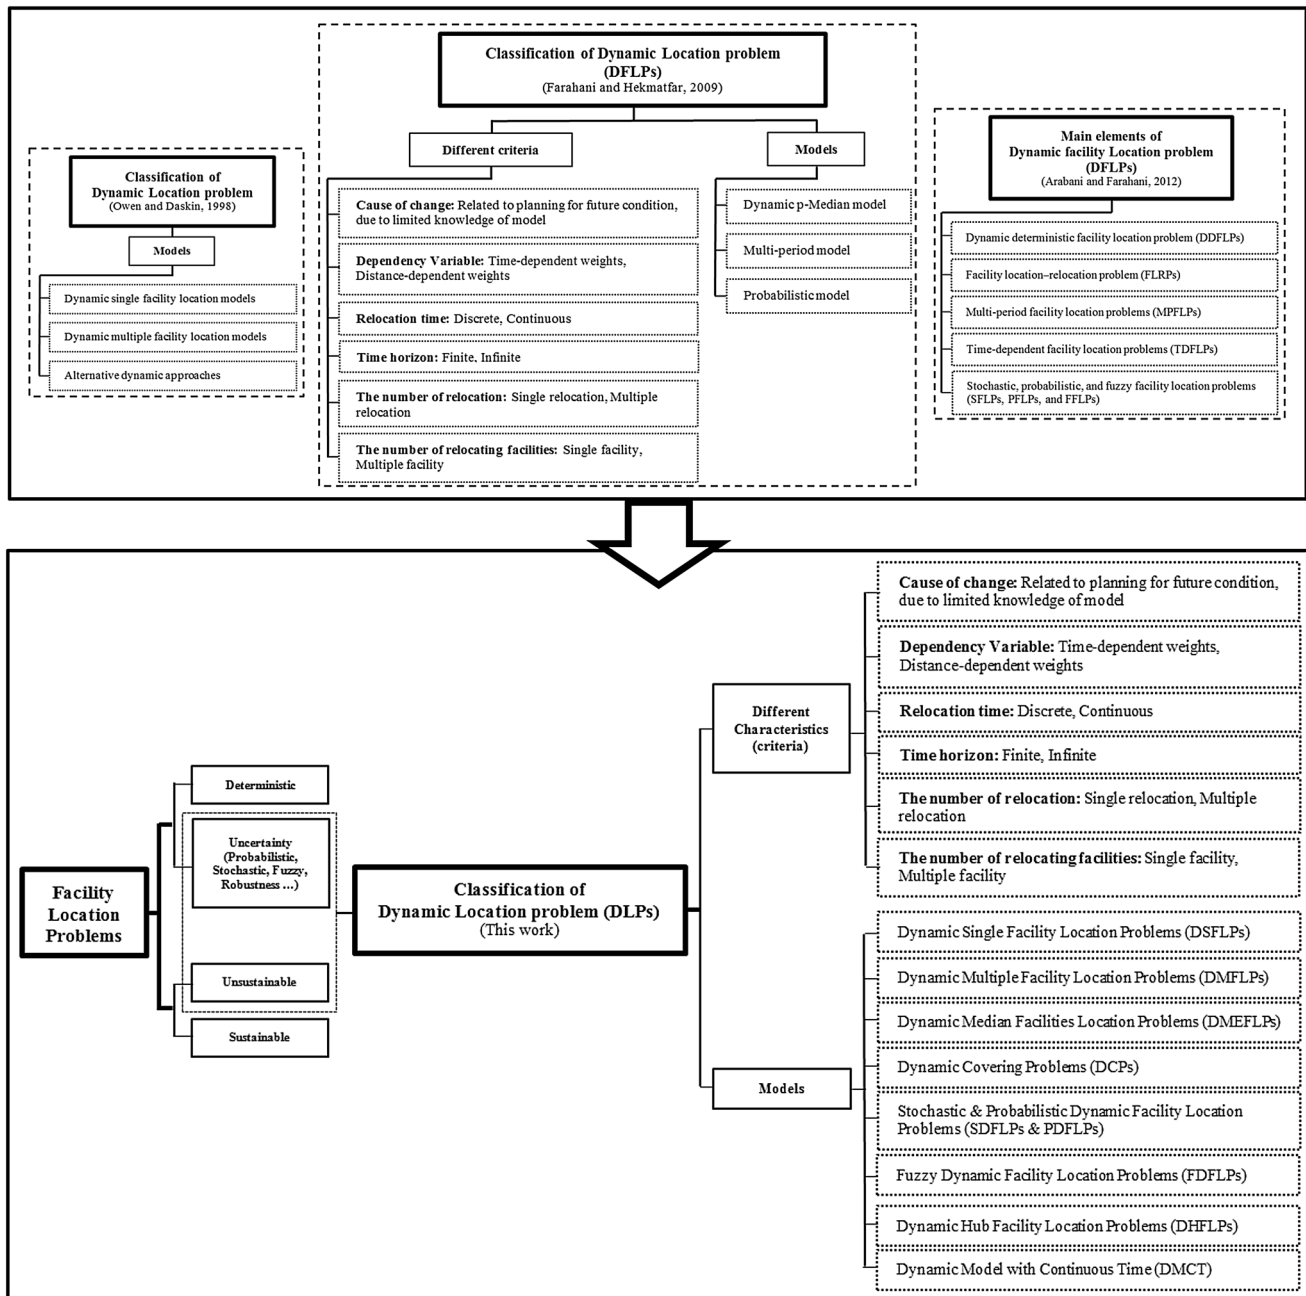 Classification of
Dynamic Location problem
(Owen and Daskin, 1998)
Models
Dynamic single facility location models
Dynamic multiple facility location models
Alternative dynamic approaches
Classification of Dynamic Location problem
(DFLPs)
(Farahani and Hekmatfar, 2009)
Different criteria
Cause of change: Related to planning for future condition,
due to limited knowledge of model
Dependency Variable: Time-dependent weights,
Distance-dependent weights
Relocation time: Discrete, Continuous
Time horizon: Finite, Infinite
The number of relocation: Single relocation, Multiple
relocation
The number of relocating facilities: Single facility,
Multiple facility
Models
Dynamic p-Median model
Multi-period model
Probabilistic model
Main elements of
Dynamic facility Location problem
(DFLPs)
(Arabani and Farahani, 2012)
Dynamic deterministic facility location problem (DDFLPs)
Facility location–relocation problem (FLRPs)
Multi-period facility location problems (MPFLPs)
Time-dependent facility location problems (TDFLPs)
Stochastic, probabilistic, and fuzzy facility location problems
(SFLPs, PFLPs, and FFLPs)
Facility
Location
Problems
Deterministic
Uncertainty
(Probabilistic,
Stochastic, Fuzzy,
Robustness ...)
Unsustainable
Sustainable
Classification of
Dynamic Location problem (DLPs)
(This work)
Different
Characteristics
(criteria)
Cause of change: Related to planning for future condition,
due to limited knowledge of model
Dependency Variable: Time-dependent weights,
Distance-dependent weights
Relocation time: Discrete, Continuous
Time horizon: Finite, Infinite
The number of relocation: Single relocation, Multiple
relocation
The number of relocating facilities: Single facility,
Multiple facility
Models
Dynamic Single Facility Location Problems (DSFLPs)
Dynamic Multiple Facility Location Problems (DMFLPs)
Dynamic Median Facilities Location Problems (DMEFLPs)
Dynamic Covering Problems (DCPs)
Stochastic & Probabilistic Dynamic Facility Location
Problems (SDFLPs & PDFLPs)
Fuzzy Dynamic Facility Location Problems (FDFLPs)
Dynamic Hub Facility Location Problems (DHFLPs)
Dynamic Model with Continuous Time (DMCT)